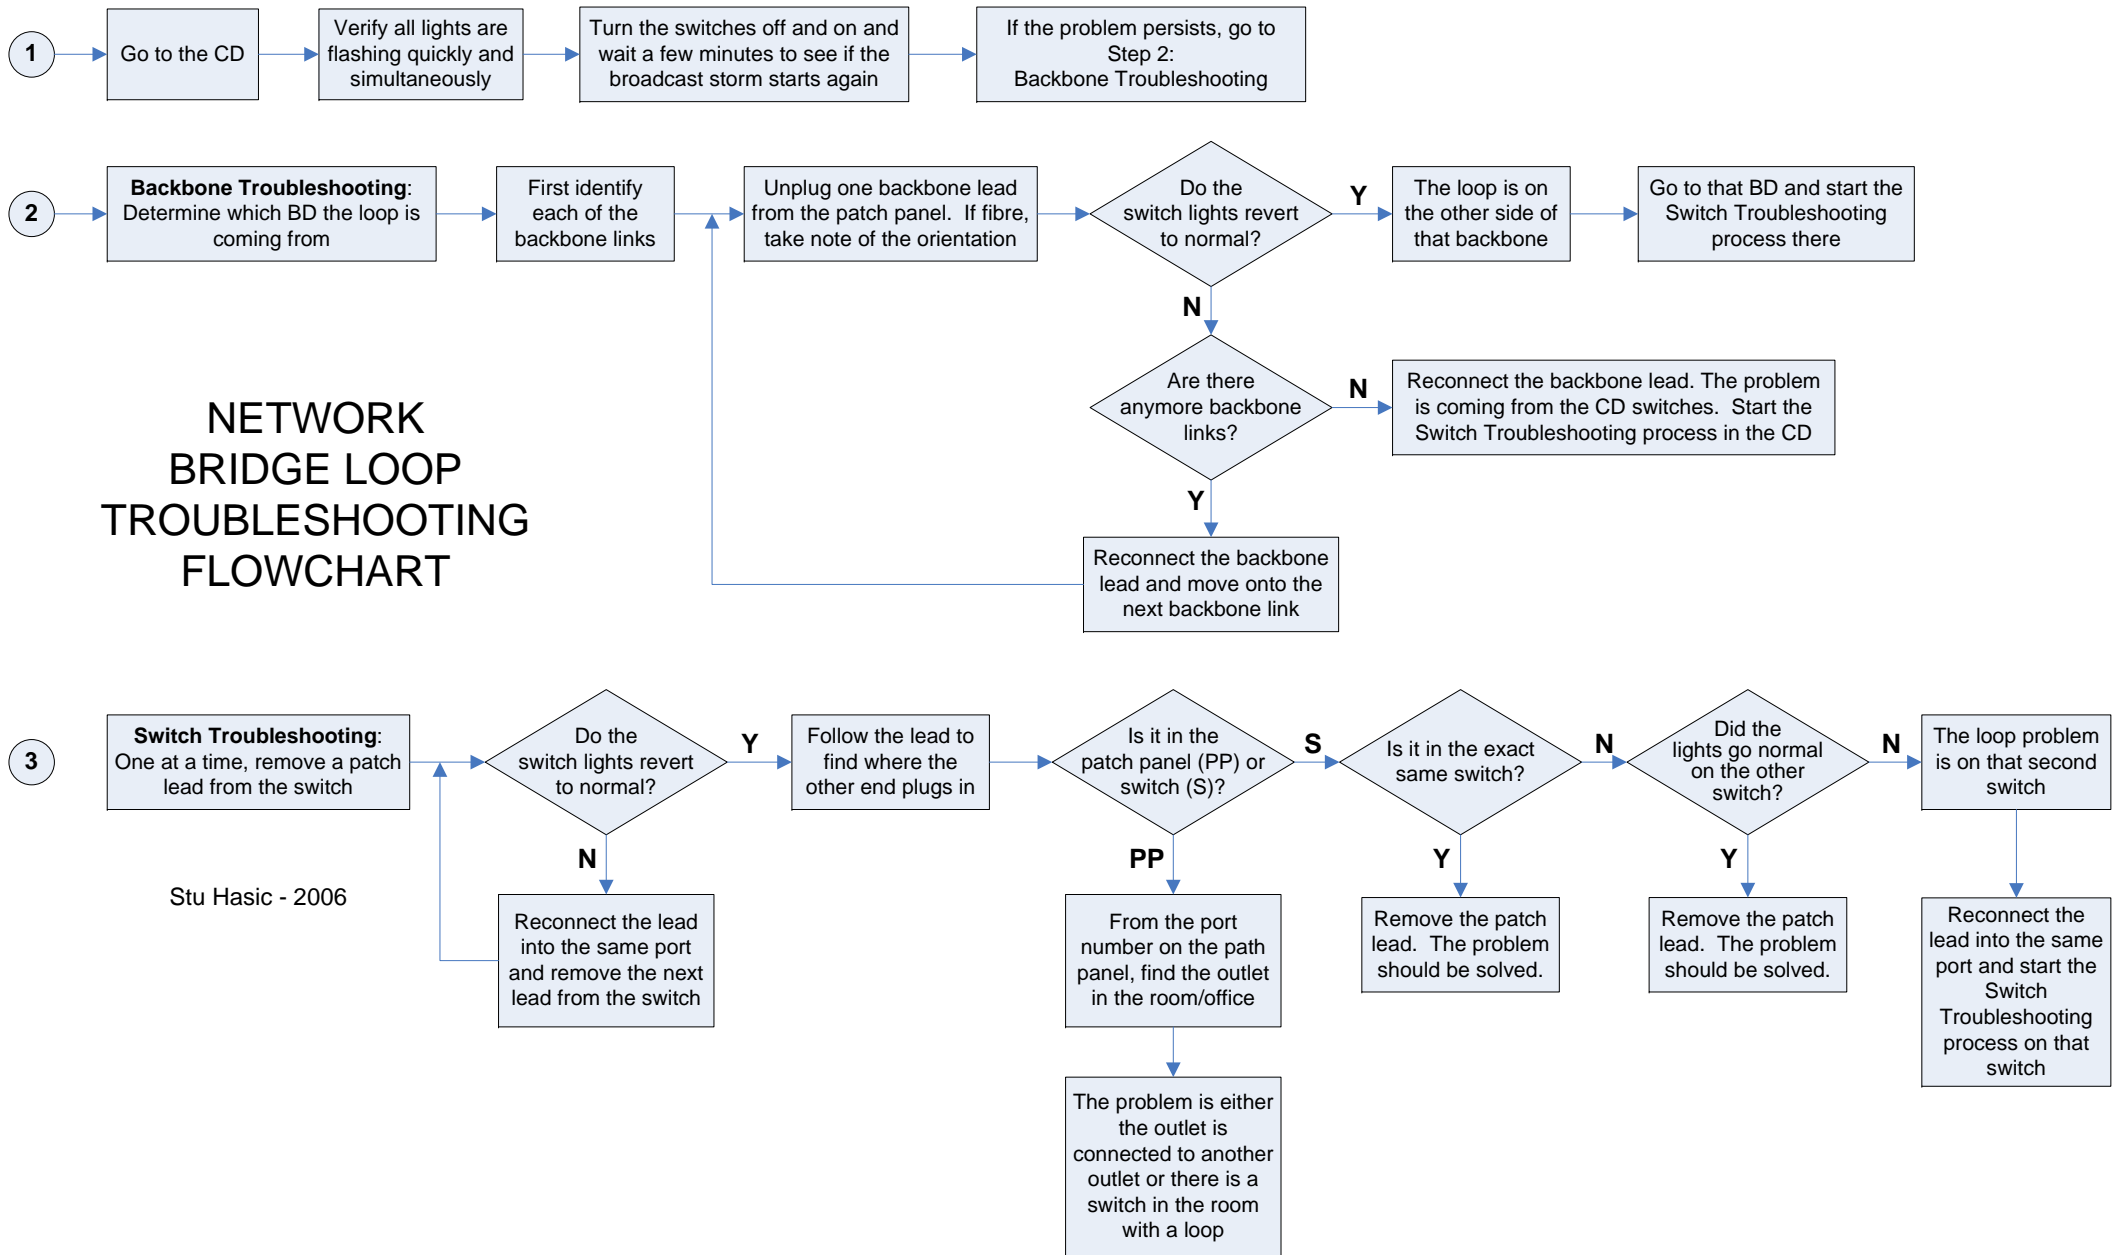 1
Go to the CD
Verify all lights are
flashing quickly and
simultaneously
Turn the switches off and on and
wait a few minutes to see if the
broadcast storm starts again
If the problem persists, go to
Step 2:
Backbone Troubleshooting
2
Backbone Troubleshooting:
Determine which BD the loop is
coming from
First identify
each of the
backbone links
Unplug one backbone lead
from the patch panel.  If fibre,
take note of the orientation
Do the
switch lights revert
to normal?
Y
The loop is on
the other side of
that backbone
Go to that BD and start the
Switch Troubleshooting
process there
N
Are there
anymore backbone
links?
N
Reconnect the backbone lead. The problem
is coming from the CD switches.  Start the
Switch Troubleshooting process in the CD
Y
Reconnect the backbone
lead and move onto the
next backbone link
NETWORK
BRIDGE LOOP
TROUBLESHOOTING
FLOWCHART
3
Switch Troubleshooting:
One at a time, remove a patch
lead from the switch
Do the
switch lights revert
to normal?
Y
Follow the lead to
find where the
other end plugs in
Is it in the
patch panel (PP) or
switch (S)?
S
Is it in the exact
same switch?
N
Did the
lights go normal
on the other
switch?
N
The loop problem
is on that second
switch
N
Reconnect the lead
into the same port
and remove the next
lead from the switch
PP
From the port
number on the path
panel, find the outlet
in the room/office
The problem is either
the outlet is
connected to another
outlet or there is a
switch in the room
with a loop
Y
Remove the patch
lead.  The problem
should be solved.
Y
Remove the patch
lead.  The problem
should be solved.
Reconnect the
lead into the same
port and start the
Switch
Troubleshooting
process on that
switch
Stu Hasic - 2006